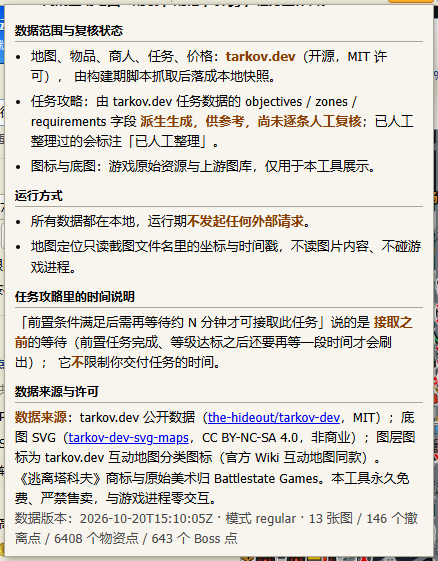 数据范围与复核状态
• 地图、物品、商人、任务、价格：tarkov.dev（开源，MIT 许
可），由构建期脚本抓取后落成本地快照。
• 任务攻略：由 tarkov.dev 任务数据的 objectives / zones /
requirements 字段 派生生成，供参考，尚未逐条人工复核；已人
工整理过的会标注「已人工整理」。
• 图标与底图：游戏原始资源与上游图库，仅用于本工具展示。
运行方式
• 所有数据都在本地，运行期不发起任何外部请求。
• 地图定位只读截图文件名里的坐标与时间戳，不读图片内容、不碰游
戏进程。
任务攻略里的时间说明
「前置条件满足后需再等待约 N 分钟才可接取此任务」说的是 接取之
前的等待（前置任务完成、等级达标之后还要再等一段时间才会刷
出）； 它不限制你交付任务的时间。
数据来源与许可
数据来源：tarkov.dev 公开数据（the-hideout/tarkov-dev，MIT）；底
图 SVG（tarkov-dev-svg-maps，CC BY-NC-SA 4.0，非商业）；图层图
标为 tarkov.dev 互动地图分类图标（官方 Wiki 互动地图同款）。
《逃离塔科夫》商标与原始美术归 Battlestate Games。本工具永久免
费、严禁售卖，与游戏进程零交互。
数据版本：2026-10-20T15:10:05Z · 模式 regular · 13 张图 / 146 个撤
离点 / 6408 个物资点 / 643 个 Boss 点